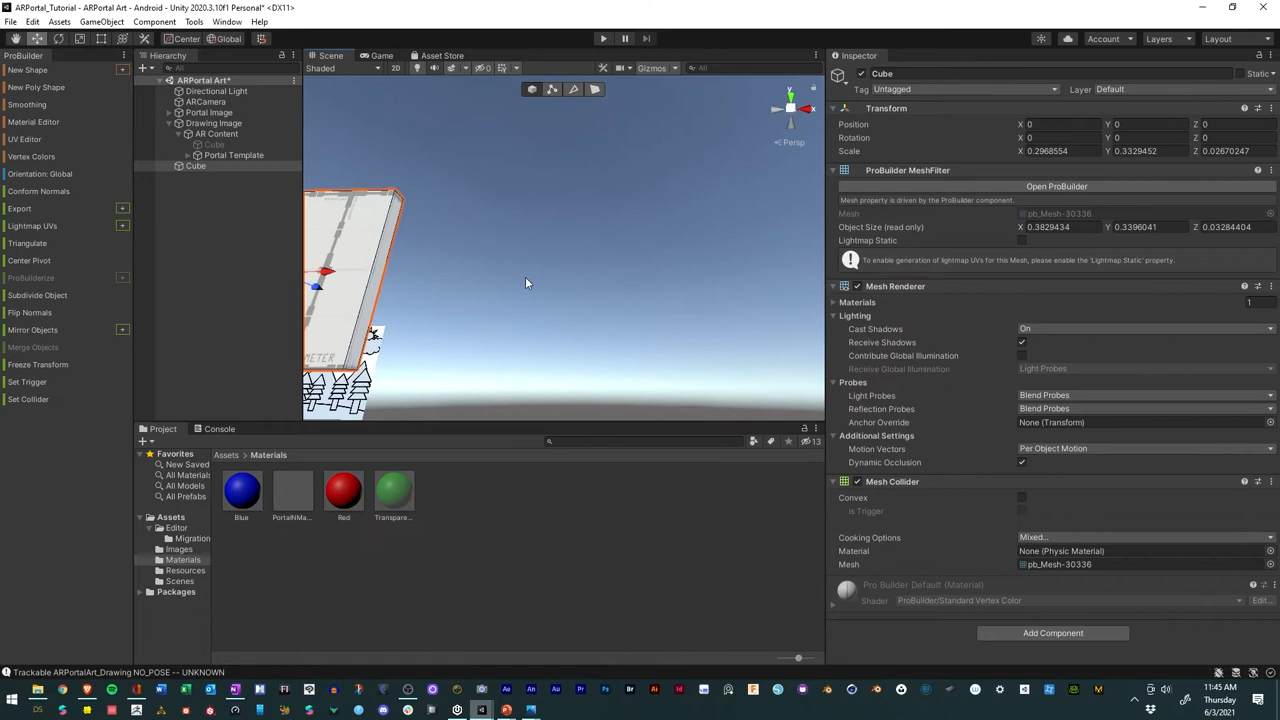 ARPortal_Tutorial - ARPortal Art - Android - Unity 2020.3.10f1 Personal* <DX11>
File Edit Assets GameObject Component Tools Window Help
Center Global Account Layers Layout
ProBuilder
New Shape
New Poly Shape
Smoothing
Material Editor
UV Editor
Vertex Colors
Orientation: Global
Conform Normals
Export
Lightmap UVs
Triangulate
Center Pivot
ProBuilderize
Subdivide Object
Flip Normals
Mirror Objects
Merge Objects
Freeze Transform
Set Trigger
Set Collider
Hierarchy
All
ARPortal Art*
Directional Light
ARCamera
Portal Image
Drawing Image
AR Content
Cube
Portal Template
Cube
Scene Game Asset Store
Shaded 2D 0 Gizmos All
y
x
Persp
METER
Project Console
13
Favorites
New Saved
All Materials
All Models
All Prefabs
Assets
Editor
Migration
Images
Materials
Resources
Scenes
Packages
Assets > Materials
Blue PortalNMa... Red Transpare...
Inspector
Cube Static
Tag Untagged Layer Default
Transform
Position X 0 Y 0 Z 0
Rotation X 0 Y 0 Z 0
Scale X 0.2968554 Y 0.3329452 Z 0.02670247
ProBuilder MeshFilter
Open ProBuilder
Mesh property is driven by the ProBuilder component.
Mesh pb_Mesh-30336
Object Size (read only) X 0.3829434 Y 0.3396041 Z 0.03284404
Lightmap Static
To enable generation of lightmap UVs for this Mesh, please enable the 'Lightmap Static' property.
Mesh Renderer
Materials 1
Lighting
Cast Shadows On
Receive Shadows
Contribute Global Illumination
Receive Global Illumination Light Probes
Probes
Light Probes Blend Probes
Reflection Probes Blend Probes
Anchor Override None (Transform)
Additional Settings
Motion Vectors Per Object Motion
Dynamic Occlusion
Mesh Collider
Convex
Is Trigger
Cooking Options Mixed...
Material None (Physic Material)
Mesh pb_Mesh-30336
Pro Builder Default (Material)
Shader ProBuilder/Standard Vertex Color Edit...
Add Component
Trackable ARPortalArt_Drawing NO_POSE -- UNKNOWN
11:45 AM
Thursday
6/3/2021